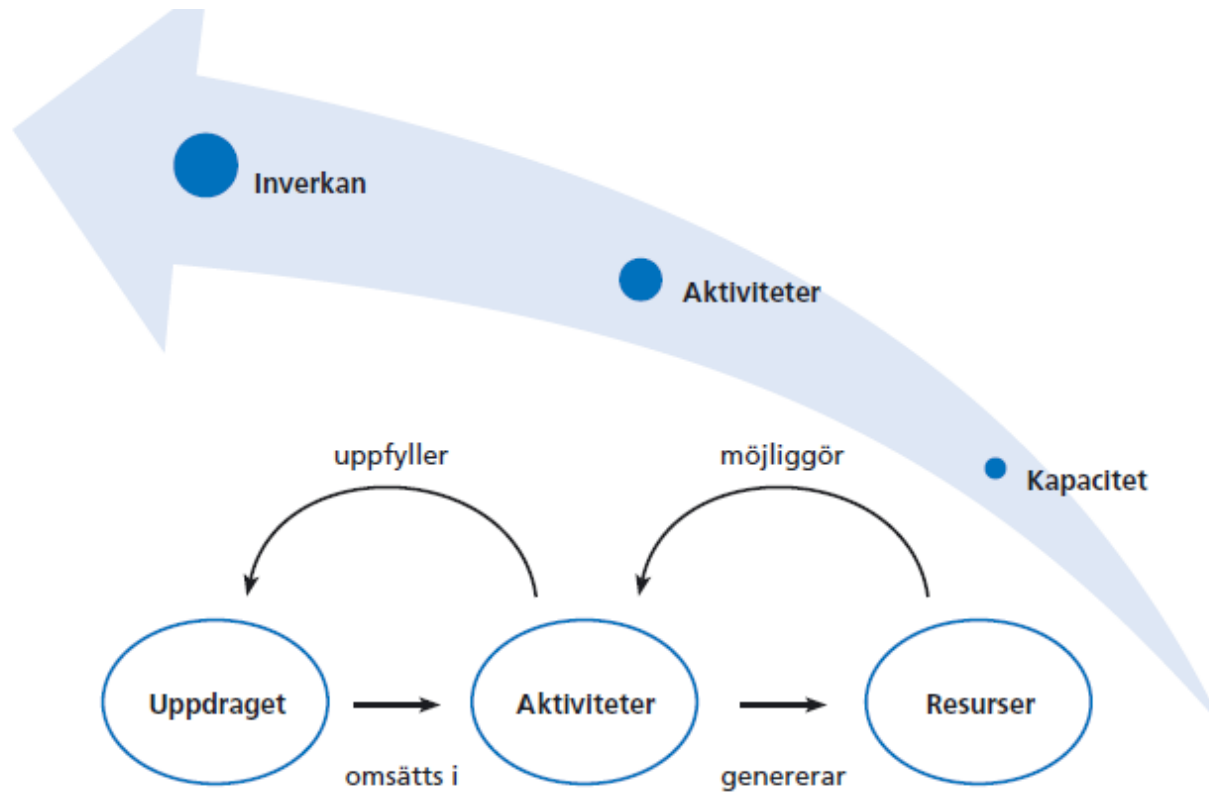 Inverkan
Aktiviteter
Kapacitet
uppfyller
möjliggör
Uppdraget
Aktiviteter
Resurser
omsätts i
genererar